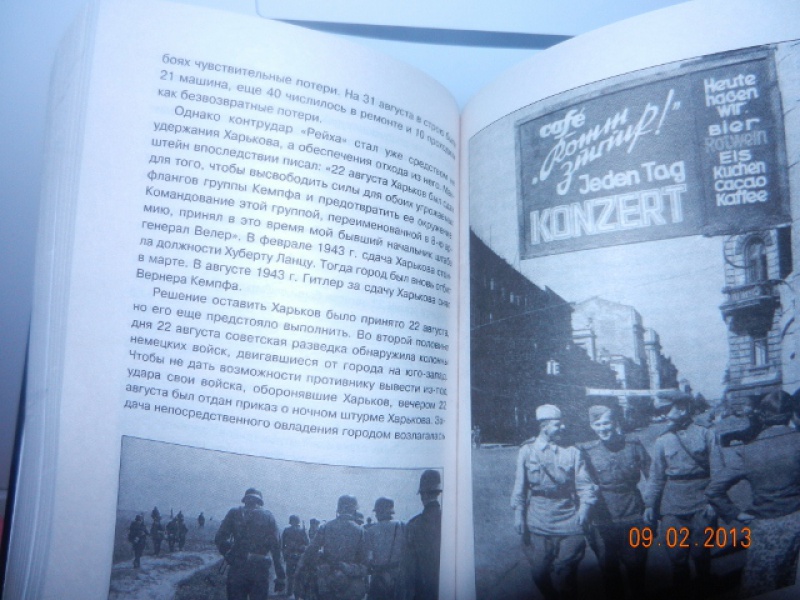 боях чувствительные потери. На 31 августа в строю было
21 машина, еще 40 числилось в ремонте и 10 проходили
как безвозвратные потери.
Однако контрудар «Рейха» стал уже средством не
удержания Харькова, а обеспечения отхода из него.
штейн впоследствии писал: «22 августа Харьков был сдан
для того, чтобы высвободить силы для обоих
флангов группы Кемпфа и предотвратить ее окружение.
Командование этой группой, переименованной в 8-ю
мию, принял в это время мой бывший начальник штаба
генерал Велер». В феврале 1943 г. сдача Харькова
ла должности Хуберту Ланцу. Тогда город был вновь
в марте. В августе 1943 г. Гитлер за сдачу Харькова снял
Вернера Кемпфа.
Решение оставить Харьков было принято 22 августа,
но его еще предстояло выполнить. Во второй половине
дня 22 августа советская разведка обнаружила колонны
немецких войск, двигавшиеся от города на юго-запад.
Чтобы не дать возможности противнику вывести из-под
удара свои войска, оборонявшие Харьков, вечером 22
августа был отдан приказ о ночном штурме Харькова. За-
дача непосредственного овладения городом возлагалась
café
Jeden Tag
KONZERT
Heute
haben
wir:
Bier
Rotwein
Eis
Kuchen
Cacao
Kaffee
09.02.2013